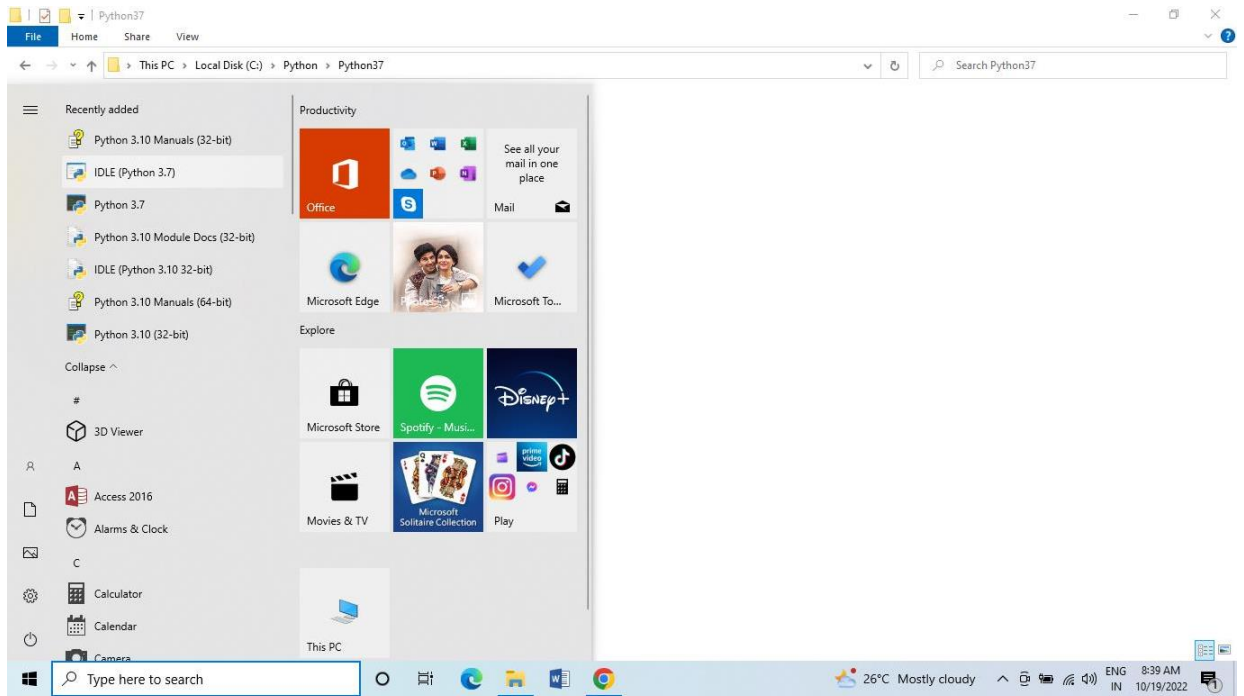 Python37
File Home Share View
This PC > Local Disk (C:) > Python > Python37
Search Python37
Recently added
Python 3.10 Manuals (32-bit)
IDLE (Python 3.7)
Python 3.7
Python 3.10 Module Docs (32-bit)
IDLE (Python 3.10 32-bit)
Python 3.10 Manuals (64-bit)
Python 3.10 (32-bit)
Collapse
#
3D Viewer
A
Access 2016
Alarms & Clock
C
Calculator
Calendar
Camera
Productivity
Office
See all your
mail in one
place
Mail
Microsoft Edge
Microsoft To...
Explore
Microsoft Store
Spotify - Musi...
Disney+
Movies & TV
Microsoft
Solitaire Collection
prime
video
Play
This PC
Type here to search
26°C Mostly cloudy
ENG
IN
8:39 AM
10/19/2022